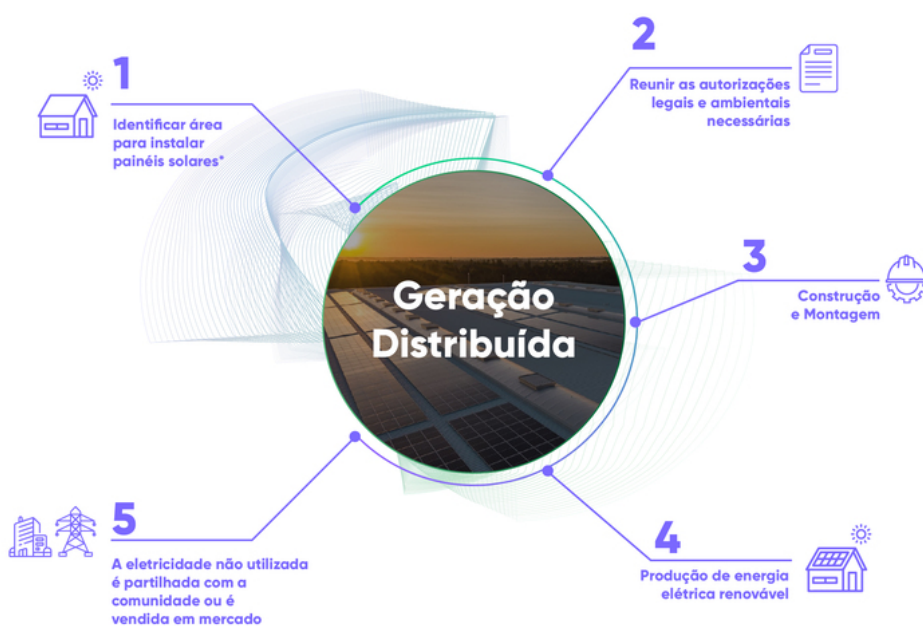 1
Identificar área
para instalar
painéis solares*
2
Reunir as autorizações
legais e ambientais
necessárias
3
Construção
e Montagem
Geração
Distribuída
4
Produção de energia
elétrica renovável
5
A eletricidade não utilizada
é partilhada com a
comunidade ou é
vendida em mercado